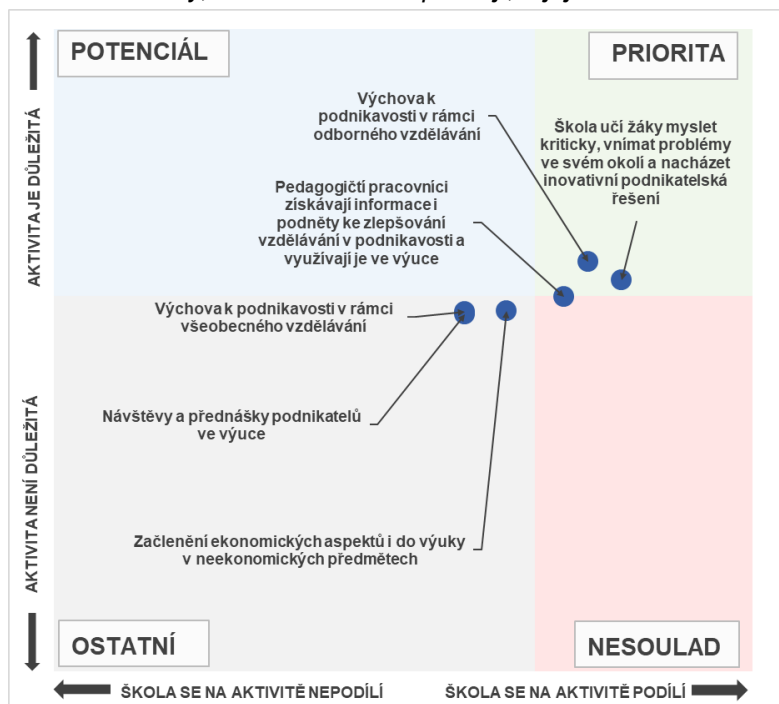 POTENCIÁL
PRIORITA
Výchova k
podnikavosti v rámci
odborného vzdělávání
Škola učí žáky myslet
kriticky, vnímat problémy
ve svém okolí a nacházet
inovativní podnikatelská
řešení
Pedagogičtí pracovníci
získávají informace i
podněty ke zlepšování
vzdělávání v podnikavosti a
využívají je ve výuce
Výchova k podnikavosti v rámci
všeobecného vzdělávání
Návštěvy a přednášky podnikatelů
ve výuce
Začlenění ekonomických aspektů i do výuky
v neekonomických předmětech
OSTATNÍ
NESOULAD
AKTIVITA JE DŮLEŽITÁ
AKTIVITA NENÍ DŮLEŽITÁ
ŠKOLA SE NA AKTIVITĚ NEPODÍLÍ
ŠKOLA SE NA AKTIVITĚ PODÍLÍ